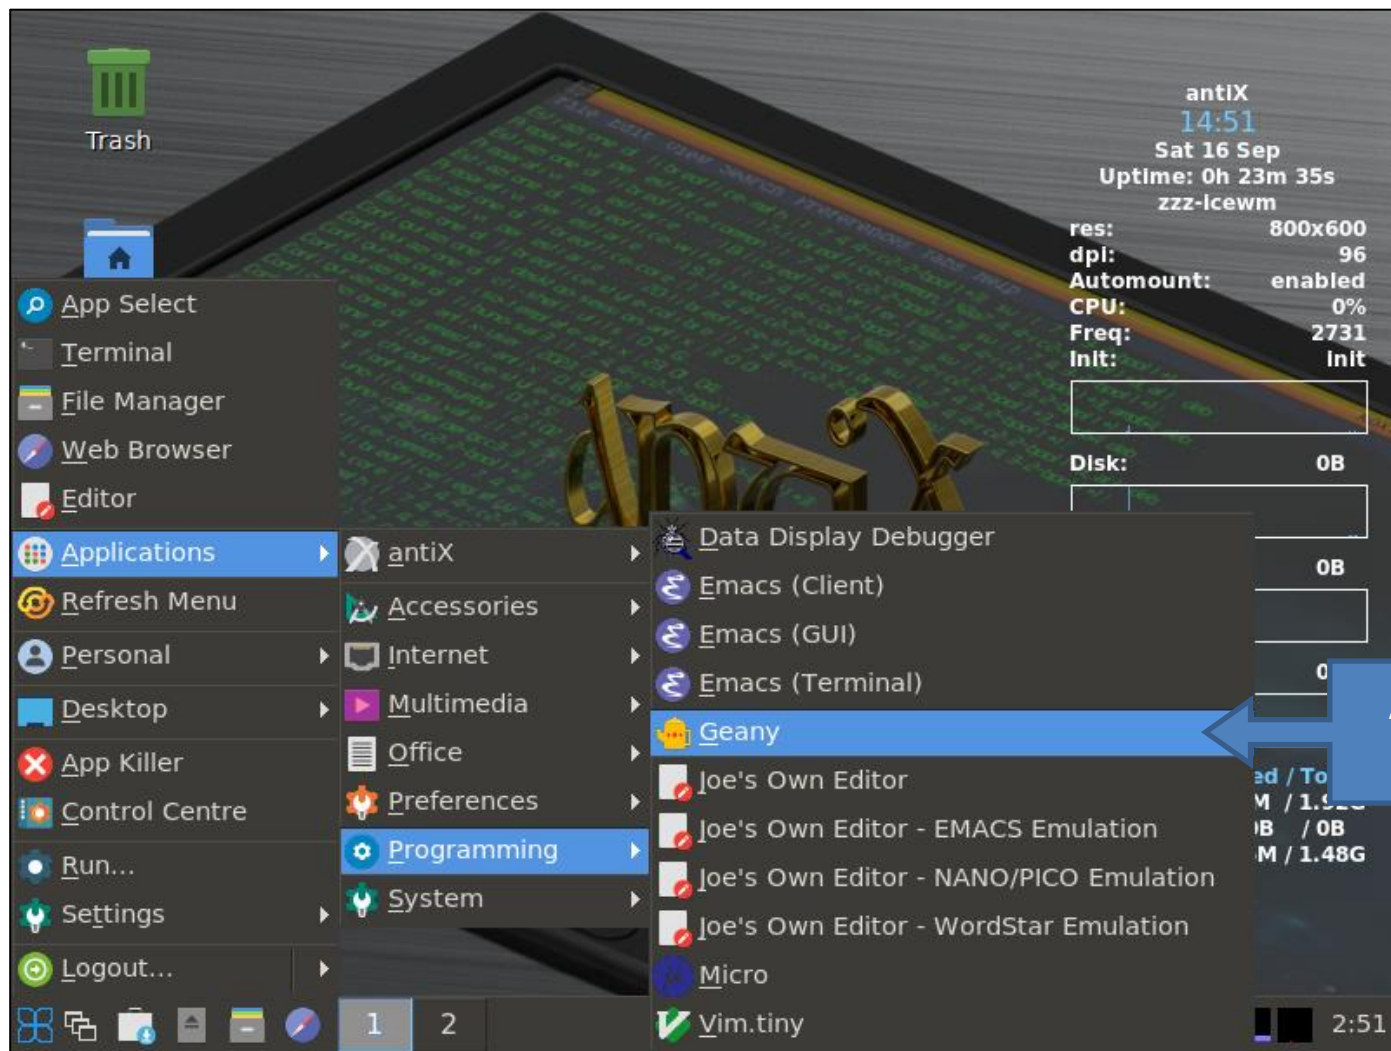 Trash
antiX
14:51
Sat 16 Sep
Uptime: 0h 23m 35s
zzz-icewm
res: 800x600
dpi: 96
Automount: enabled
CPU: 0%
Freq: 2731
Init: init
Disk: 0B
0B
App Select
Terminal
File Manager
Web Browser
Editor
Applications
Refresh Menu
Personal
Desktop
App Killer
Control Centre
Run...
Settings
Logout...
antiX
Accessories
Internet
Multimedia
Office
Preferences
Programming
System
Data Display Debugger
Emacs (Client)
Emacs (GUI)
Emacs (Terminal)
Geany
Joe's Own Editor
Joe's Own Editor - EMACS Emulation
Joe's Own Editor - NANO/PICO Emulation
Joe's Own Editor - WordStar Emulation
Micro
Vim.tiny
/ 0B
M / 1.48G
1 2
2:51